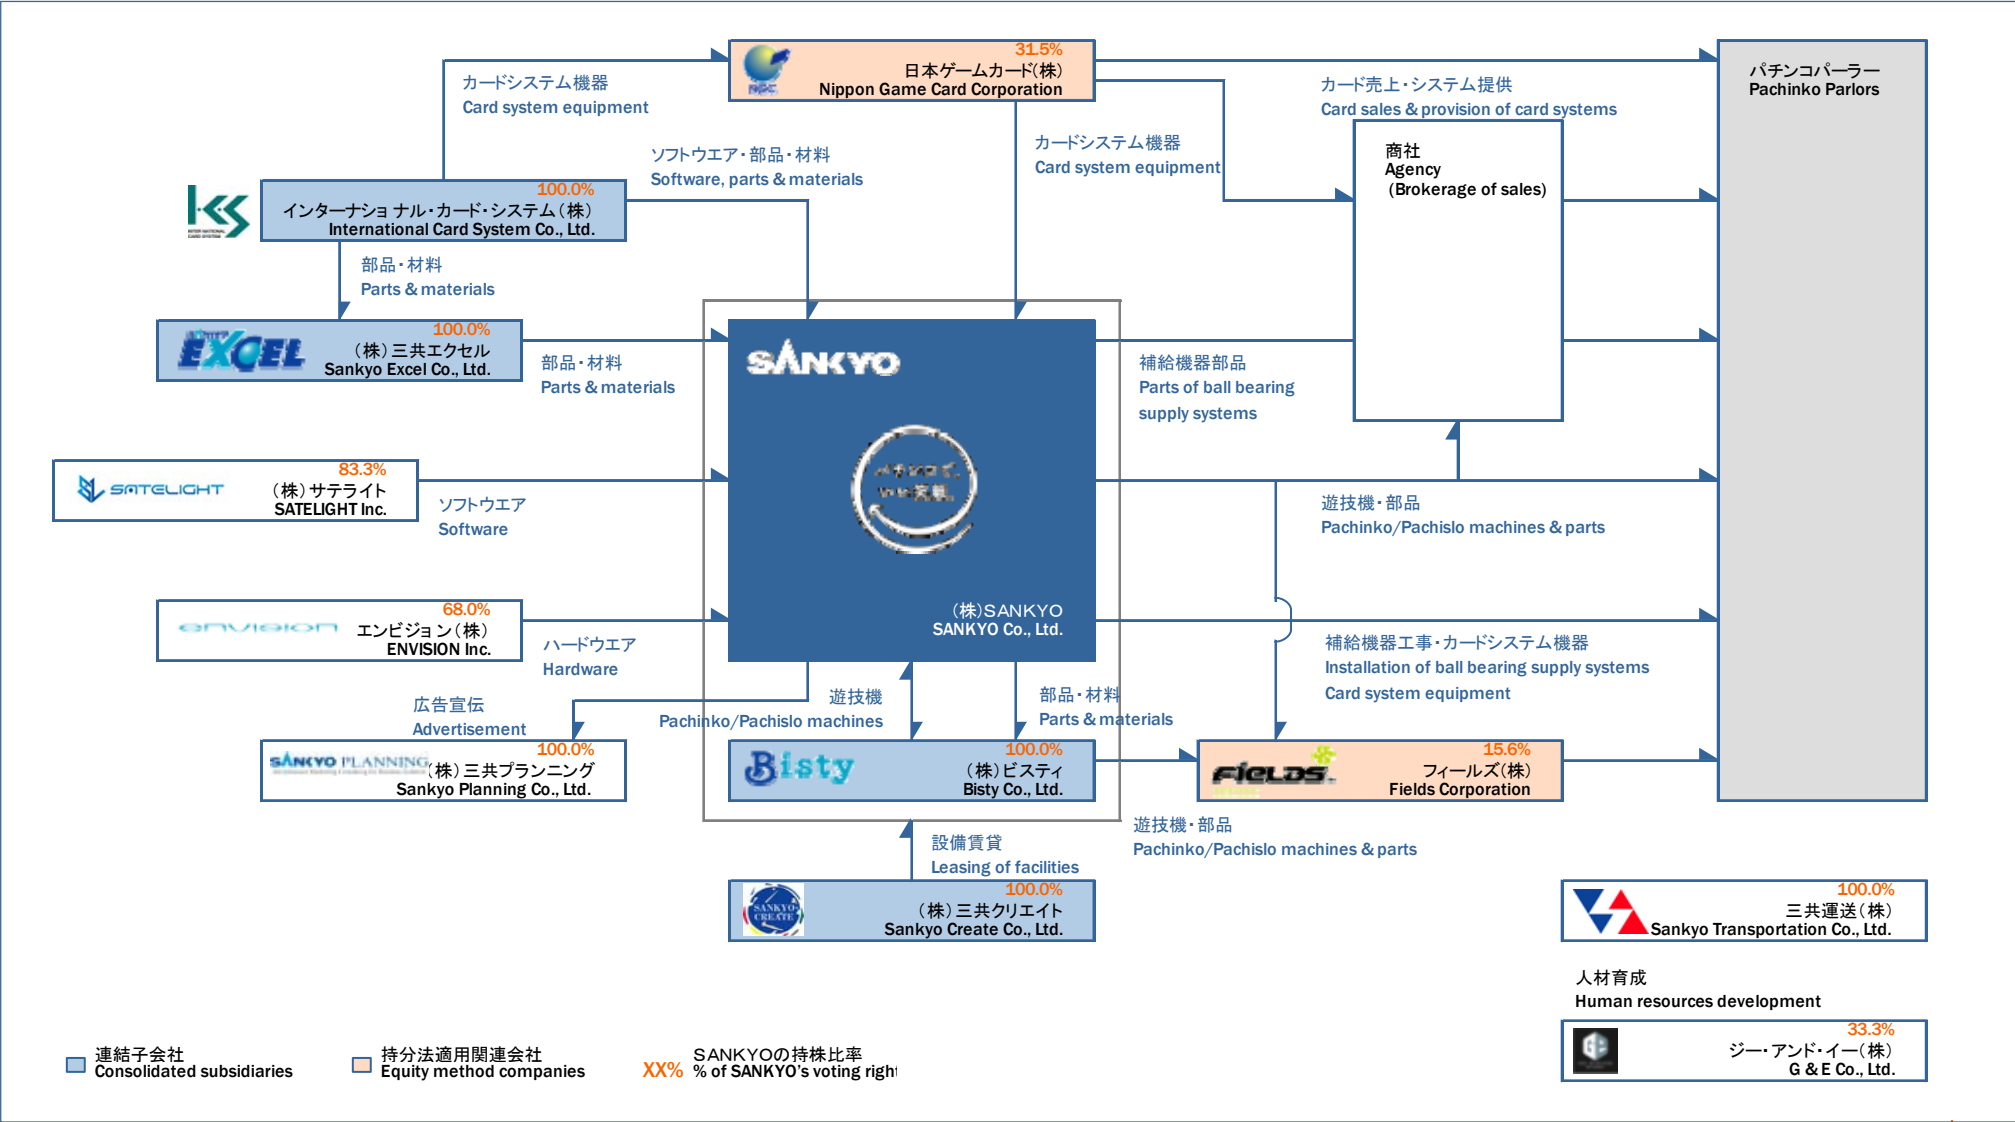 31.5%
日本ゲームカード(株)
Nippon Game Card Corporation
カードシステム機器
Card system equipment
パチンコパーラー
Pachinko Parlors
カード売上・システム提供
Card sales & provision of card systems
カードシステム機器
Card system equipment
ソフトウエア・部品・材料
Software, parts & materials
商社
Agency
(Brokerage of sales)
100.0%
インターナショナル・カード・システム(株)
International Card System Co., Ltd.
部品・材料
Parts & materials
EXCEL
100.0%
(株)三共エクセル
Sankyo Excel Co., Ltd.
部品・材料
Parts & materials
SANKYO
補給機器部品
Parts of ball bearing
supply systems
SATELIGHT
83.3%
(株)サテライト
SATELIGHT Inc.
ソフトウエア
Software
遊技機・部品
Pachinko/Pachislo machines & parts
envision
68.0%
エンビジョン(株)
ENVISION Inc.
ハードウエア
Hardware
(株)SANKYO
SANKYO Co., Ltd.
補給機器工事・カードシステム機器
Installation of ball bearing supply systems
Card system equipment
広告宣伝
Advertisement
遊技機
Pachinko/Pachislo machines
部品・材料
Parts & materials
SANKYO PLANNING
100.0%
(株)三共プランニング
Sankyo Planning Co., Ltd.
Bisty
100.0%
(株)ビスティ
Bisty Co., Ltd.
FIELDS
15.6%
フィールズ(株)
Fields Corporation
遊技機・部品
Pachinko/Pachislo machines & parts
設備賃貸
Leasing of facilities
SANKYO
CREATE
100.0%
(株)三共クリエイト
Sankyo Create Co., Ltd.
100.0%
三共運送(株)
Sankyo Transportation Co., Ltd.
人材育成
Human resources development
33.3%
ジー・アンド・イー(株)
G & E Co., Ltd.
連結子会社
Consolidated subsidiaries
持分法適用関連会社
Equity method companies
XX%
SANKYOの持株比率
% of SANKYO's voting right